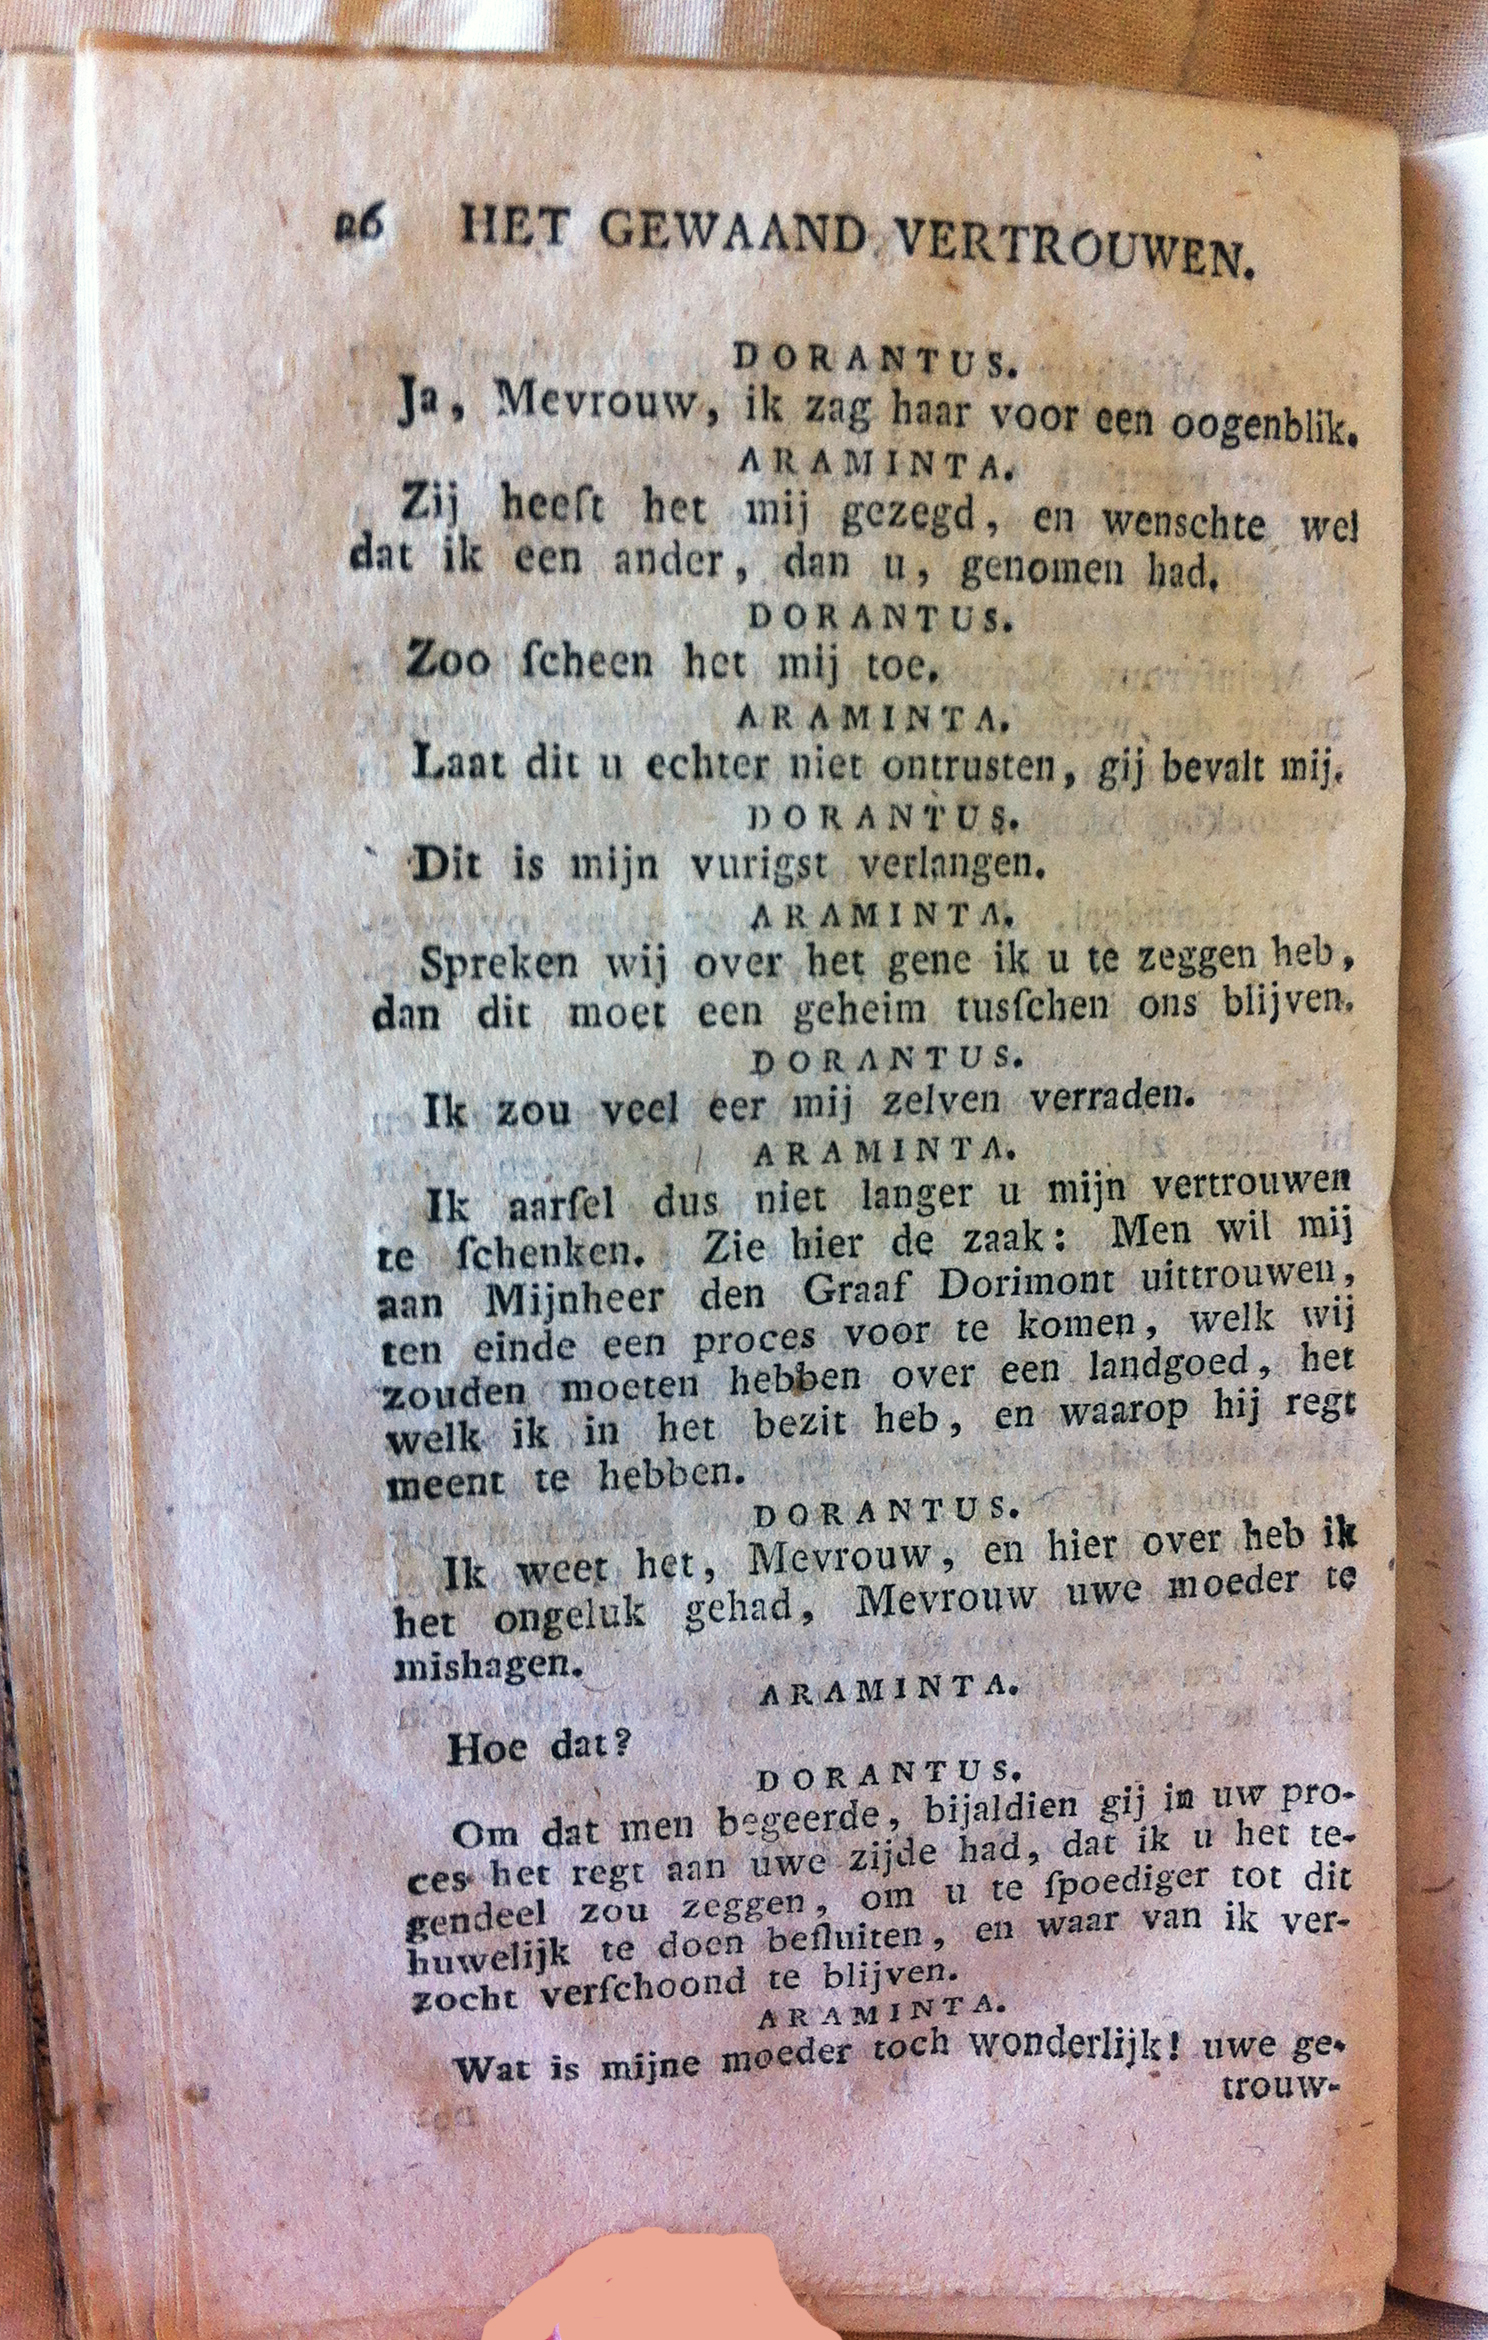 26 HET GEWAAND VERTROUWEN.
DORANTUS.
Ja, Mevrouw, ik zag haar voor een oogenblik.
ARAMINTA.
Zij heeft het mij gezegd, en wenschte wel
dat ik een ander, dan u, genomen had.
DORANTUS.
Zoo ſcheen het mij toe.
ARAMINTA.
Laat dit u echter niet ontrusten, gij bevalt mij.
DORANTUS.
Dit is mijn vurigst verlangen.
ARAMINTA.
Spreken wij over het gene ik u te zeggen heb,
dan dit moet een geheim tusſchen ons blijven.
DORANTUS.
Ik zou veel eer mij zelven verraden.
ARAMINTA.
Ik aarſel dus niet langer u mijn vertrouwen
te ſchenken. Zie hier de zaak: Men wil mij
aan Mijnheer den Graaf Dorimont uittrouwen,
ten einde een proces voor te komen, welk wij
zouden moeten hebben over een landgoed, het
welk ik in het bezit heb, en waarop hij regt
meent te hebben.
DORANTUS.
Ik weet het, Mevrouw, en hier over heb ik
het ongeluk gehad, Mevrouw uwe moeder te
mishagen.
ARAMINTA.
Hoe dat?
DORANTUS.
Om dat men begeerde, bijaldien gij in uw pro-
ces het regt aan uwe zijde had, dat ik u het te-
gendeel zou zeggen, om u te ſpoediger tot dit
huwelijk te doen beſluiten, en waar van ik ver-
zocht verſchoond te blijven.
ARAMINTA.
Wat is mijne moeder toch wonderlijk! uwe ge-
trouw-